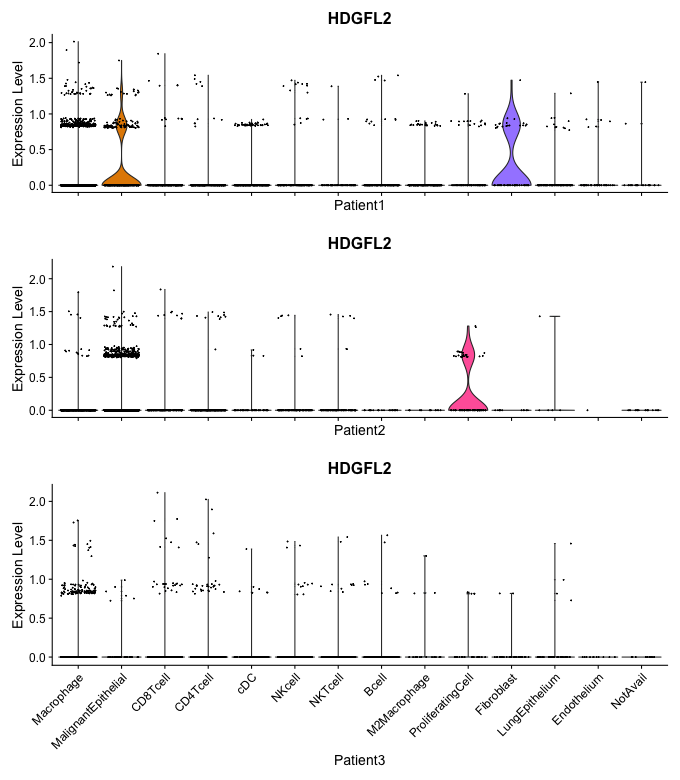 HDGFL2
Expression Level
2.0
1.5
1.0
0.5
0.0
Patient1
HDGFL2
Expression Level
2.0
1.5
1.0
0.5
0.0
Patient2
HDGFL2
Expression Level
2.0
1.5
1.0
0.5
0.0
Macrophage
MalignantEpithelial
CD8Tcell
CD4Tcell
cDC
NKcell
NKTcell
Bcell
M2Macrophage
ProliferatingCell
Fibroblast
LungEpithelium
Endothelium
NotAvail
Patient3